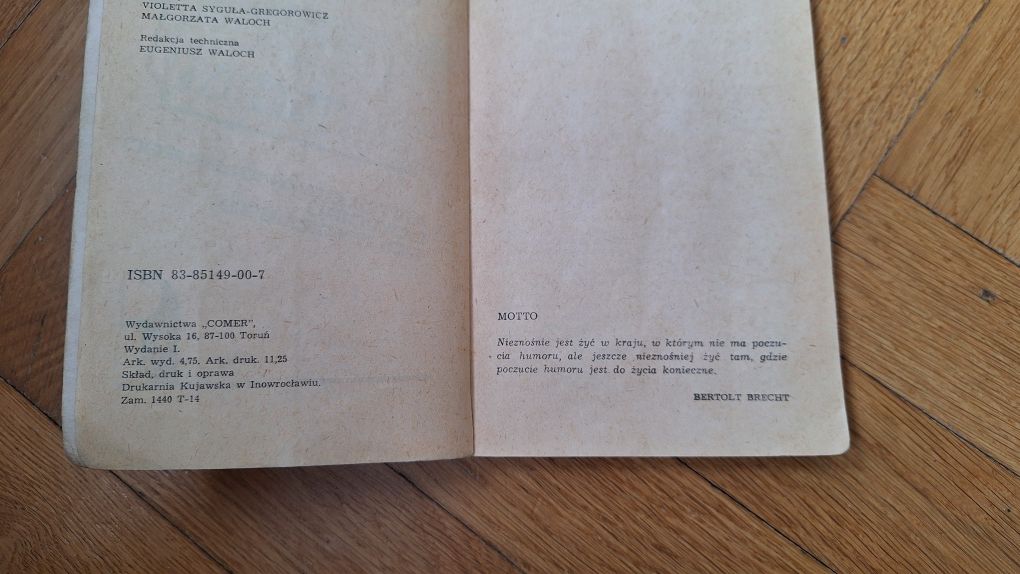 VIOLETTA SYGUŁA-GREGOROWICZ
MAŁGORZATA WALOCH
Redakcja techniczna
EUGENIUSZ WALOCH
ISBN 83-85149-00-7
Wydawnictwa „COMER”,
ul. Wysoka 16, 87-100 Toruń
Wydanie I.
Ark. wyd. 4,75. Ark. druk. 11,25
Skład, druk i oprawa
Drukarnia Kujawska w Inowrocławiu.
Zam. 1440 T-14
MOTTO
Nieznośnie jest żyć w kraju, w którym nie ma poczu-
cia humoru, ale jeszcze nieznośniej żyć tam, gdzie
poczucie humoru jest do życia konieczne.
BERTOLT BRECHT